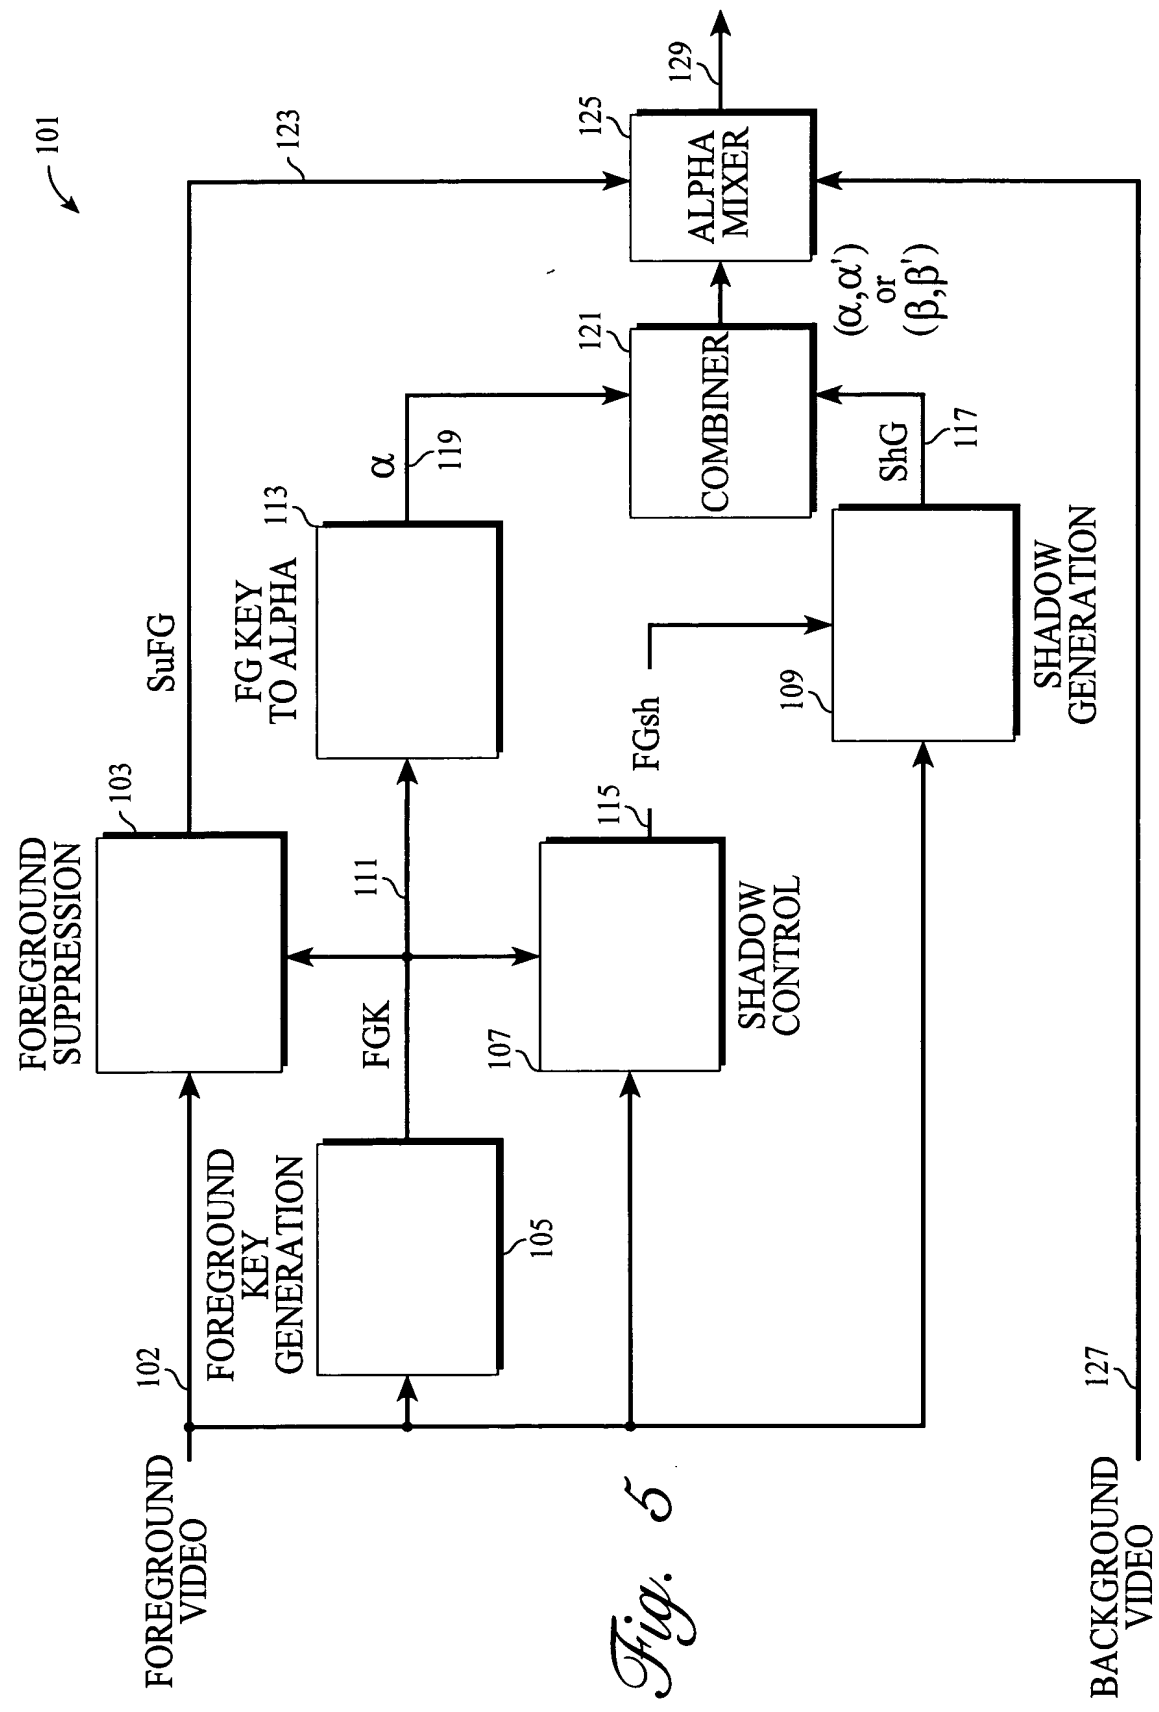 101
FOREGROUND
VIDEO
102
FOREGROUND
SUPPRESSION
103
SuFG
123
FOREGROUND
KEY
GENERATION
105
FGK
111
FG KEY
TO ALPHA
113
α
119
107
SHADOW
CONTROL
115
FGsh
109
SHADOW
GENERATION
ShG
117
COMBINER
121
(α,α')
or
(β,β')
ALPHA
MIXER
125
129
BACKGROUND
VIDEO
127
Fig. 5